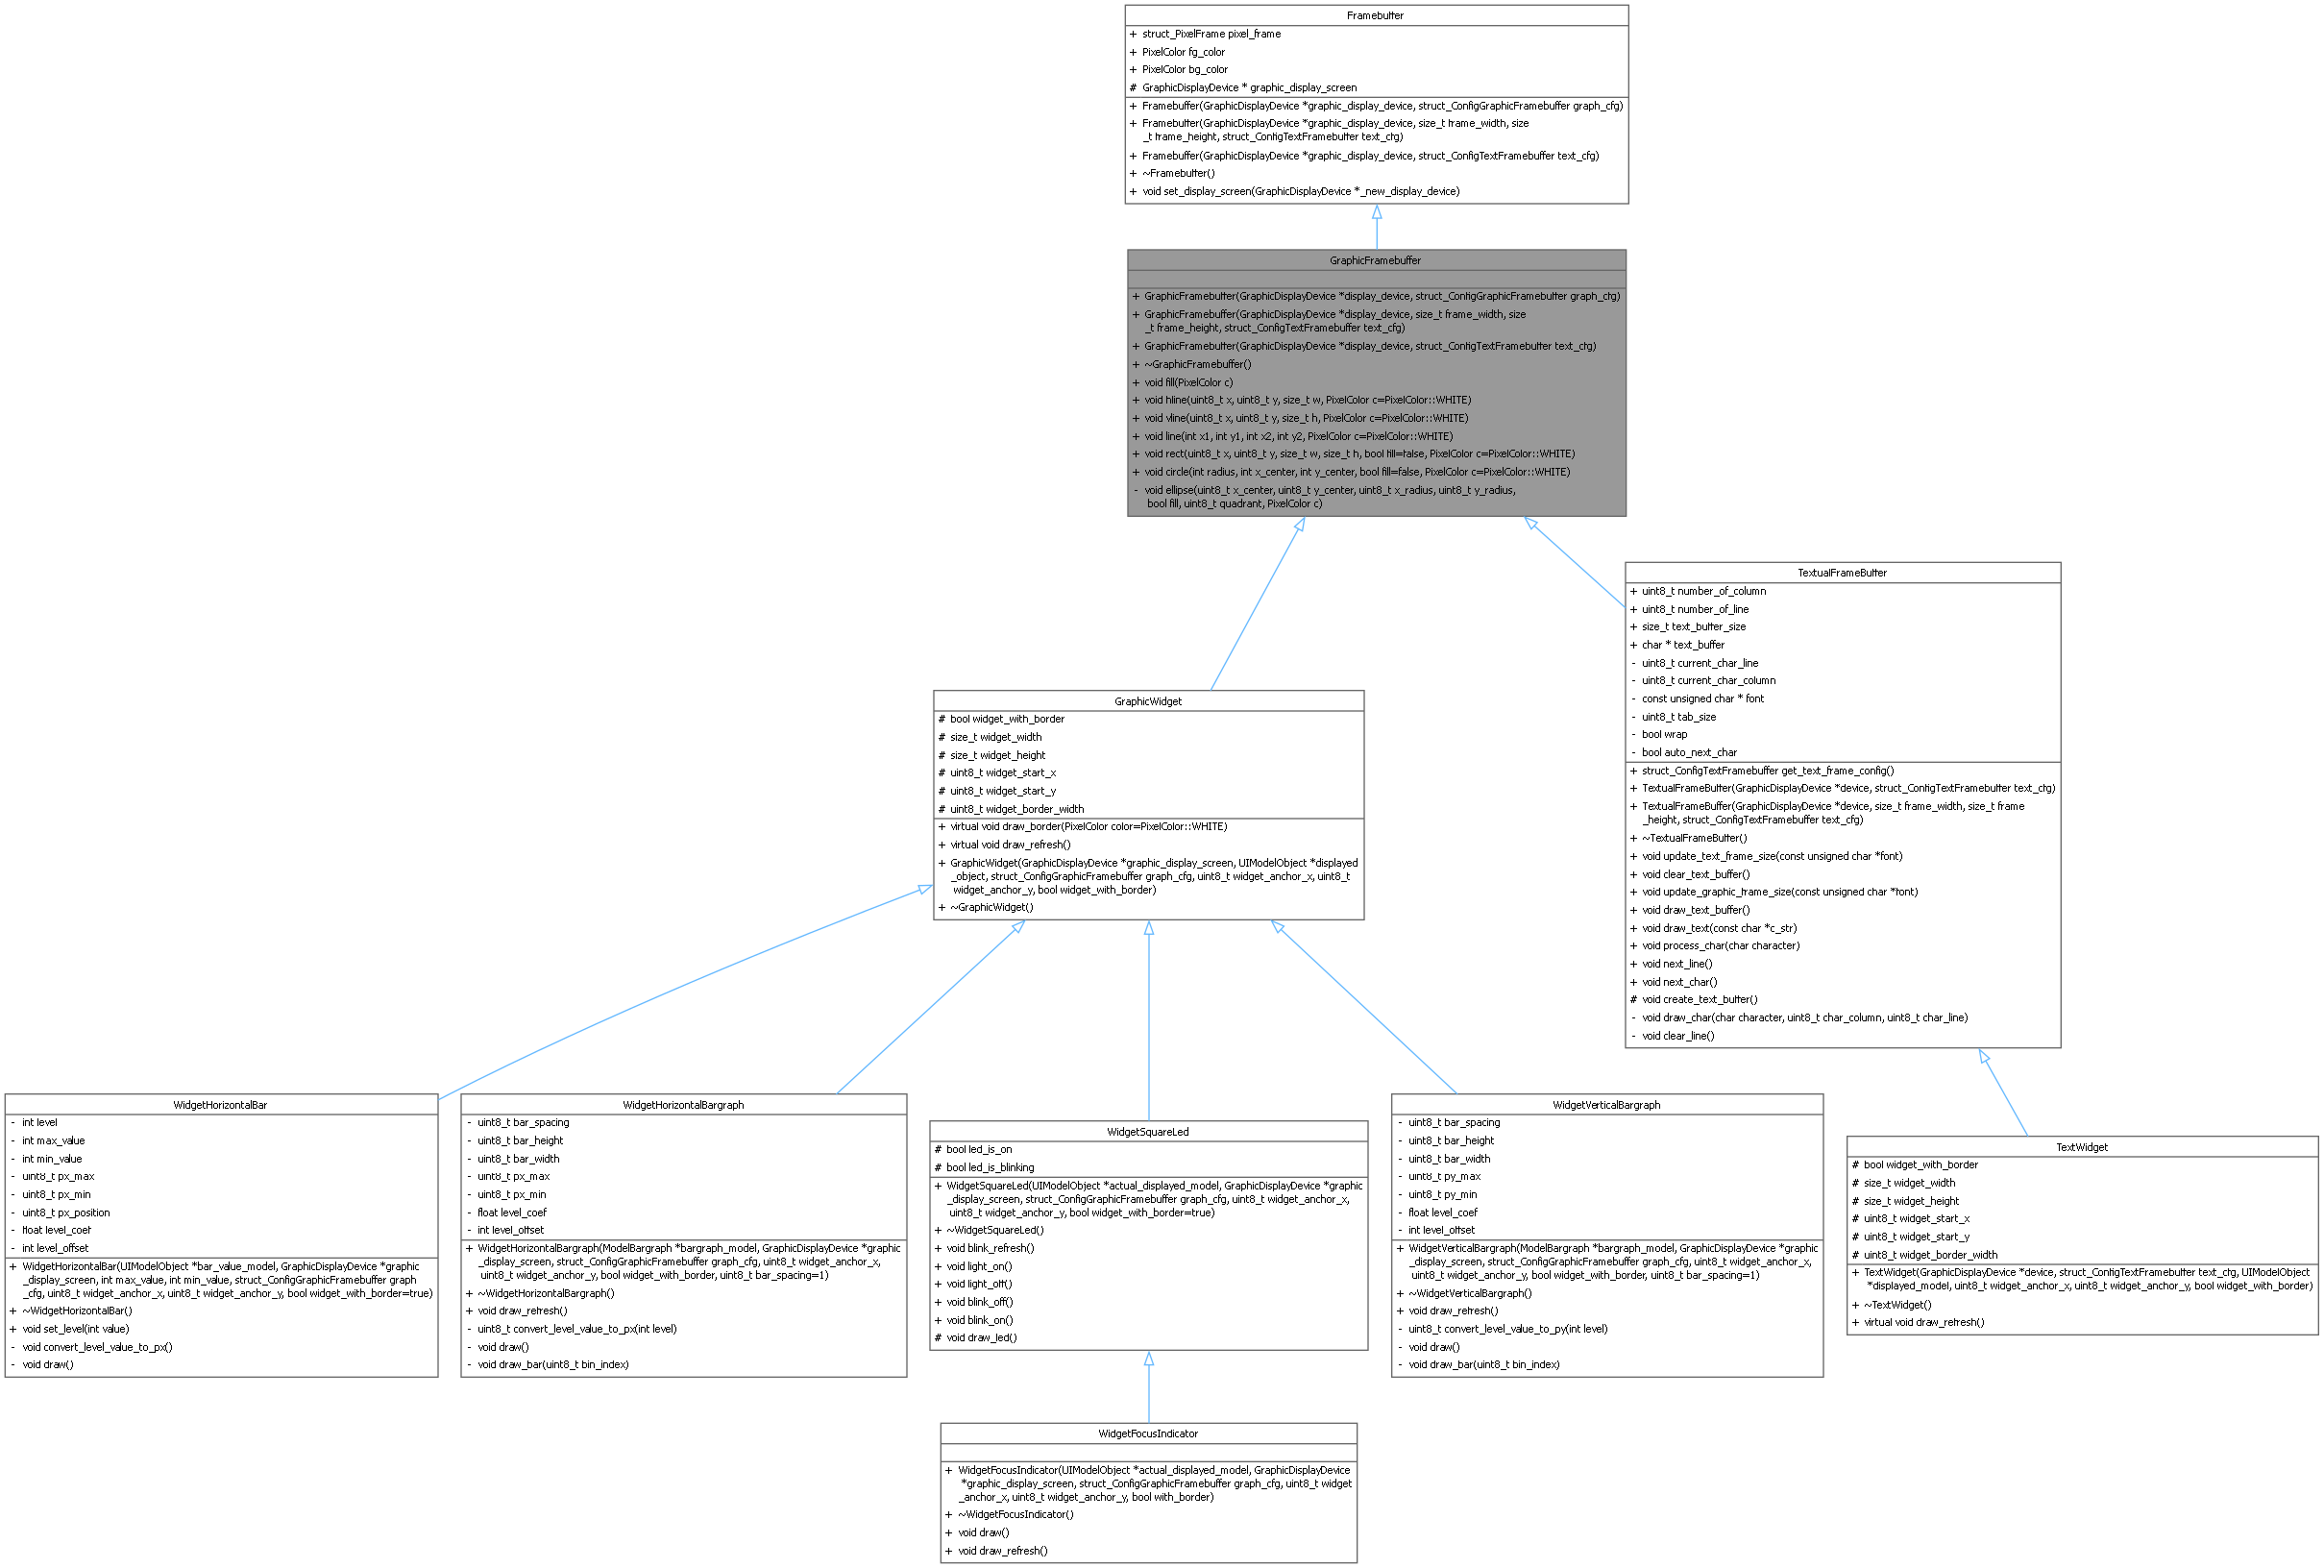 Framebuffer
+ struct_PixelFrame pixel_frame
+ PixelColor fg_color
+ PixelColor bg_color
# GraphicDisplayDevice * graphic_display_screen
+ Framebuffer(GraphicDisplayDevice *graphic_display_device, struct_ConfigGraphicFramebuffer graph_cfg)
+ Framebuffer(GraphicDisplayDevice *graphic_display_device, size_t frame_width, size
_t frame_height, struct_ConfigTextFramebuffer text_cfg)
+ Framebuffer(GraphicDisplayDevice *graphic_display_device, struct_ConfigTextFramebuffer text_cfg)
+ ~Framebuffer()
+ void set_display_screen(GraphicDisplayDevice *_new_display_device)
GraphicFramebuffer
+ GraphicFramebuffer(GraphicDisplayDevice *display_device, struct_ConfigGraphicFramebuffer graph_cfg)
+ GraphicFramebuffer(GraphicDisplayDevice *display_device, size_t frame_width, size
_t frame_height, struct_ConfigTextFramebuffer text_cfg)
+ GraphicFramebuffer(GraphicDisplayDevice *display_device, struct_ConfigTextFramebuffer text_cfg)
+ ~GraphicFramebuffer()
+ void fill(PixelColor c)
+ void hline(uint8_t x, uint8_t y, size_t w, PixelColor c=PixelColor::WHITE)
+ void vline(uint8_t x, uint8_t y, size_t h, PixelColor c=PixelColor::WHITE)
+ void line(int x1, int y1, int x2, int y2, PixelColor c=PixelColor::WHITE)
+ void rect(uint8_t x, uint8_t y, size_t w, size_t h, bool fill=false, PixelColor c=PixelColor::WHITE)
+ void circle(int radius, int x_center, int y_center, bool fill=false, PixelColor c=PixelColor::WHITE)
- void ellipse(uint8_t x_center, uint8_t y_center, uint8_t x_radius, uint8_t y_radius,
bool fill, uint8_t quadrant, PixelColor c)
TextualFrameBuffer
+ uint8_t number_of_column
+ uint8_t number_of_line
+ size_t text_buffer_size
+ char * text_buffer
- uint8_t current_char_line
- uint8_t current_char_column
- const unsigned char * font
- uint8_t tab_size
- bool wrap
- bool auto_next_char
+ struct_ConfigTextFramebuffer get_text_frame_config()
+ TextualFrameBuffer(GraphicDisplayDevice *device, struct_ConfigTextFramebuffer text_cfg)
+ TextualFrameBuffer(GraphicDisplayDevice *device, size_t frame_width, size_t frame
_height, struct_ConfigTextFramebuffer text_cfg)
+ ~TextualFrameBuffer()
+ void update_text_frame_size(const unsigned char *font)
+ void clear_text_buffer()
+ void update_graphic_frame_size(const unsigned char *font)
+ void draw_text_buffer()
+ void draw_text(const char *c_str)
+ void process_char(char character)
+ void next_line()
+ void next_char()
# void create_text_buffer()
- void draw_char(char character, uint8_t char_column, uint8_t char_line)
- void clear_line()
GraphicWidget
# bool widget_with_border
# size_t widget_width
# size_t widget_height
# uint8_t widget_start_x
# uint8_t widget_start_y
# uint8_t widget_border_width
+ virtual void draw_border(PixelColor color=PixelColor::WHITE)
+ virtual void draw_refresh()
+ GraphicWidget(GraphicDisplayDevice *graphic_display_screen, UIModelObject *displayed
_object, struct_ConfigGraphicFramebuffer graph_cfg, uint8_t widget_anchor_x, uint8_t
widget_anchor_y, bool widget_with_border)
+ ~GraphicWidget()
WidgetHorizontalBar
- int level
- int max_value
- int min_value
- uint8_t px_max
- uint8_t px_min
- uint8_t px_position
- float level_coef
- int level_offset
+ WidgetHorizontalBar(UIModelObject *bar_value_model, GraphicDisplayDevice *graphic
_display_screen, int max_value, int min_value, struct_ConfigGraphicFramebuffer graph
_cfg, uint8_t widget_anchor_x, uint8_t widget_anchor_y, bool widget_with_border=true)
+ ~WidgetHorizontalBar()
+ void set_level(int value)
- void convert_level_value_to_px()
- void draw()
WidgetHorizontalBargraph
- uint8_t bar_spacing
- uint8_t bar_height
- uint8_t bar_width
- uint8_t px_max
- uint8_t px_min
- float level_coef
- int level_offset
+ WidgetHorizontalBargraph(ModelBargraph *bargraph_model, GraphicDisplayDevice *graphic
_display_screen, struct_ConfigGraphicFramebuffer graph_cfg, uint8_t widget_anchor_x,
uint8_t widget_anchor_y, bool widget_with_border, uint8_t bar_spacing=1)
+ ~WidgetHorizontalBargraph()
+ void draw_refresh()
- uint8_t convert_level_value_to_px(int level)
- void draw()
- void draw_bar(uint8_t bin_index)
WidgetSquareLed
# bool led_is_on
# bool led_is_blinking
+ WidgetSquareLed(UIModelObject *actual_displayed_model, GraphicDisplayDevice *graphic
_display_screen, struct_ConfigGraphicFramebuffer graph_cfg, uint8_t widget_anchor_x,
uint8_t widget_anchor_y, bool widget_with_border=true)
+ ~WidgetSquareLed()
+ void blink_refresh()
+ void light_on()
+ void light_off()
+ void blink_off()
+ void blink_on()
# void draw_led()
WidgetVerticalBargraph
- uint8_t bar_spacing
- uint8_t bar_height
- uint8_t bar_width
- uint8_t py_max
- uint8_t py_min
- float level_coef
- int level_offset
+ WidgetVerticalBargraph(ModelBargraph *bargraph_model, GraphicDisplayDevice *graphic
_display_screen, struct_ConfigGraphicFramebuffer graph_cfg, uint8_t widget_anchor_x,
uint8_t widget_anchor_y, bool widget_with_border, uint8_t bar_spacing=1)
+ ~WidgetVerticalBargraph()
+ void draw_refresh()
- uint8_t convert_level_value_to_py(int level)
- void draw()
- void draw_bar(uint8_t bin_index)
TextWidget
# bool widget_with_border
# size_t widget_width
# size_t widget_height
# uint8_t widget_start_x
# uint8_t widget_start_y
# uint8_t widget_border_width
+ TextWidget(GraphicDisplayDevice *device, struct_ConfigTextFramebuffer text_cfg, UIModelObject
*displayed_model, uint8_t widget_anchor_x, uint8_t widget_anchor_y, bool widget_with_border)
+ ~TextWidget()
+ virtual void draw_refresh()
WidgetFocusIndicator
+ WidgetFocusIndicator(UIModelObject *actual_displayed_model, GraphicDisplayDevice
*graphic_display_screen, struct_ConfigGraphicFramebuffer graph_cfg, uint8_t widget
_anchor_x, uint8_t widget_anchor_y, bool with_border)
+ ~WidgetFocusIndicator()
+ void draw()
+ void draw_refresh()